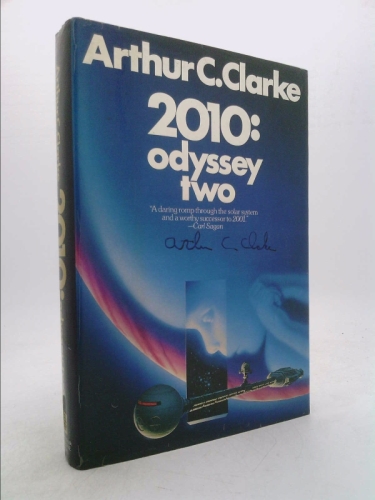 Arthur C. Clarke
2010:
odyssey
two
"A daring romp through the solar system
and a worthy successor to 2001."
—Carl Sagan
Arthur C. Clarke
2010: